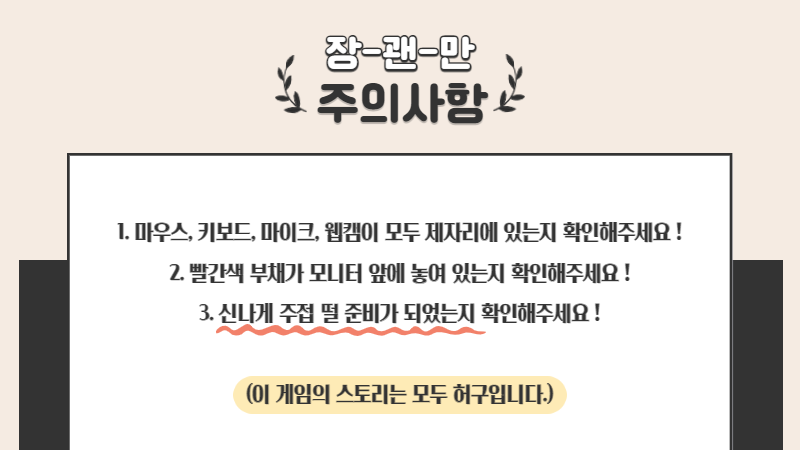 장-괜-만
주의사항
1. 마우스, 키보드, 마이크, 웹캠이 모두 제자리에 있는지 확인해주세요 !
2. 빨간색 부채가 모니터 앞에 놓여 있는지 확인해주세요 !
3. 신나게 주접 떨 준비가 되었는지 확인해주세요 !
(이 게임의 스토리는 모두 허구입니다.)